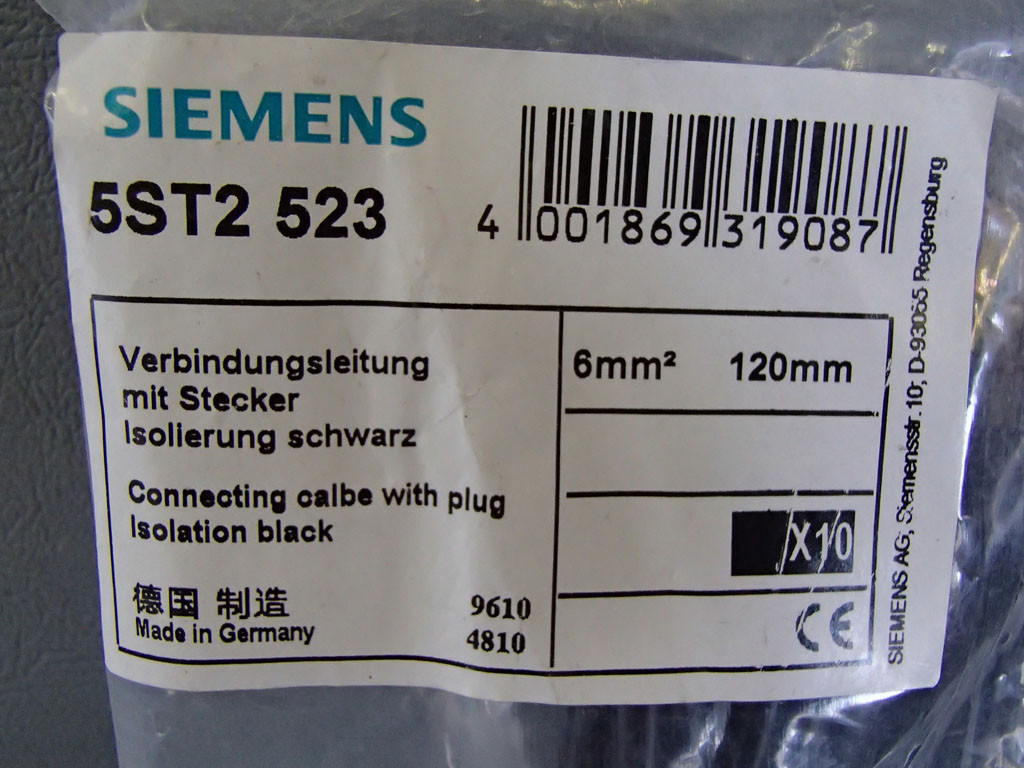 SIEMENS
5ST2 523
4 001869 319087
Verbindungsleitung
mit Stecker
Isolierung schwarz
Connecting calbe with plug
Isolation black
德国 制造
Made in Germany
9610
4810
6mm² 120mm
X10
CE
SIEMENS AG; Siemensstr.10; D-93055 Regensburg